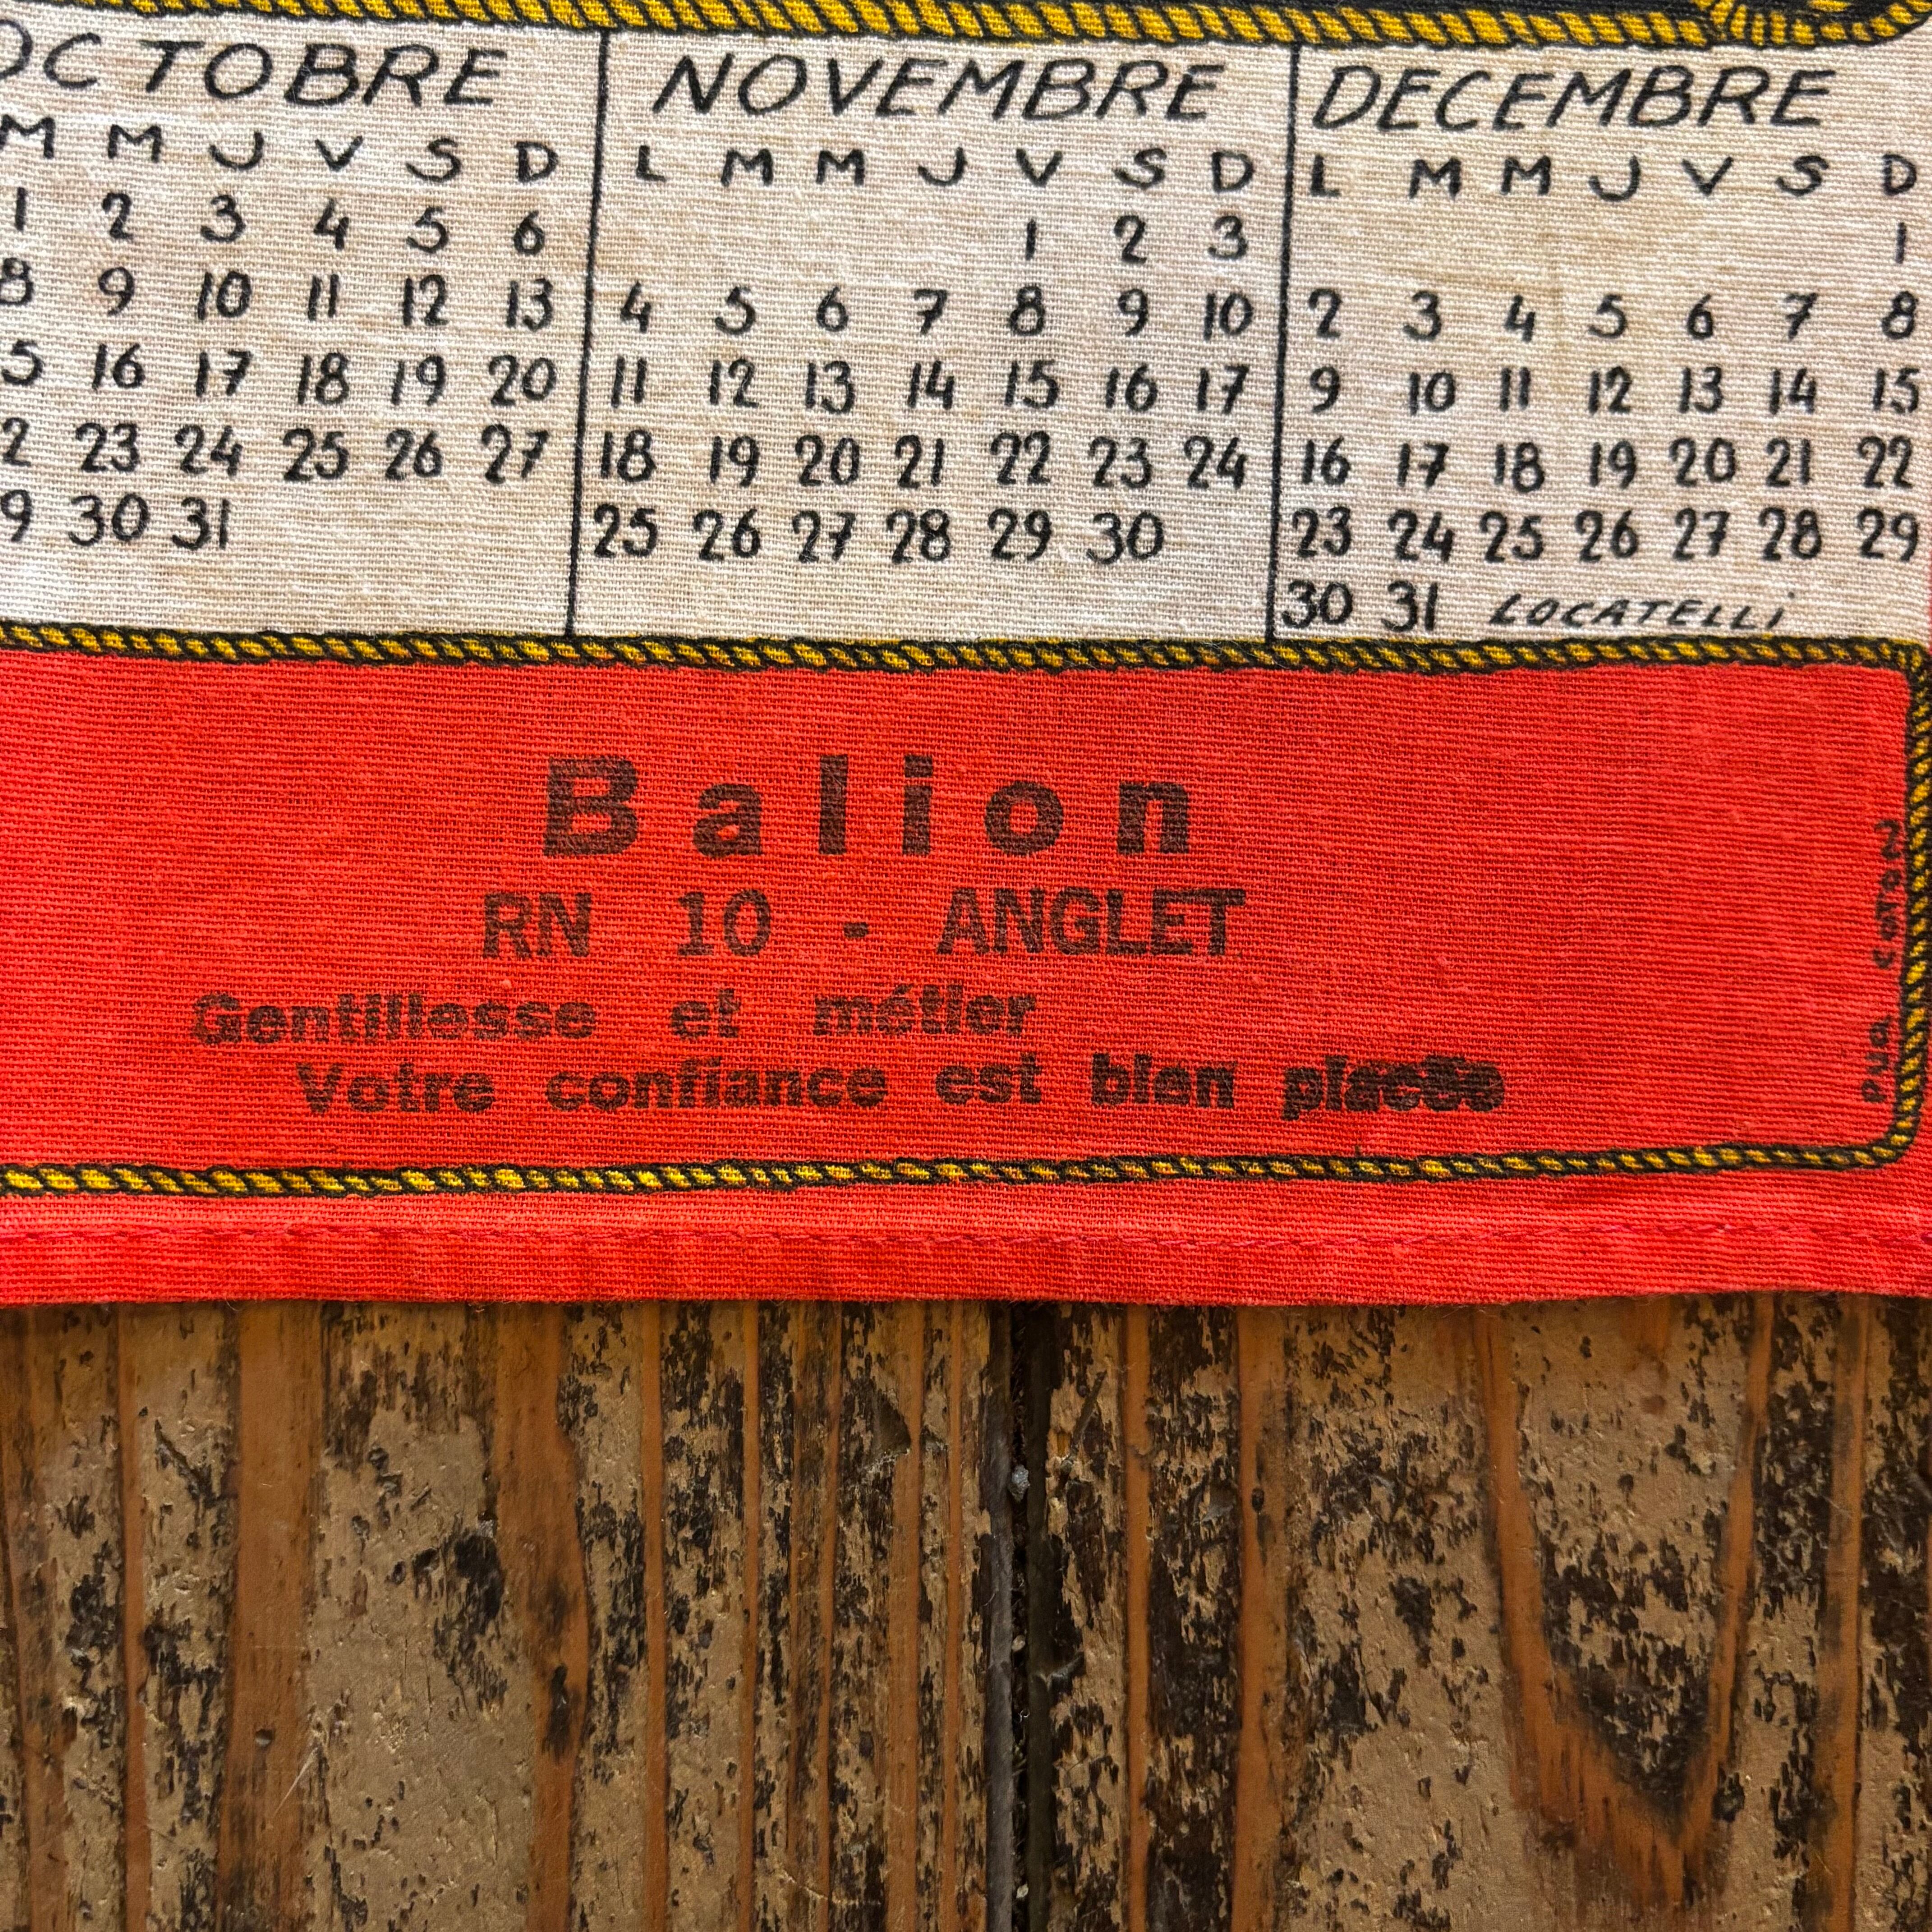 OCTOBRE NOVEMBRE DECEMBRE
M M J V S D L M M J V S D L M M J V S D
1 2 3 4 5 6 1 2 3 1
8 9 10 11 12 13 4 5 6 7 8 9 10 2 3 4 5 6 7 8
5 16 17 18 19 20 11 12 13 14 15 16 17 9 10 11 12 13 14 15
2 23 24 25 26 27 18 19 20 21 22 23 24 16 17 18 19 20 21 22
9 30 31 25 26 27 28 29 30 23 24 25 26 27 28 29
30 31 LOCATELLi
Balion
RN 10 - ANGLET
Gentillesse et métier
Votre confiance est bien placée
Pua coton